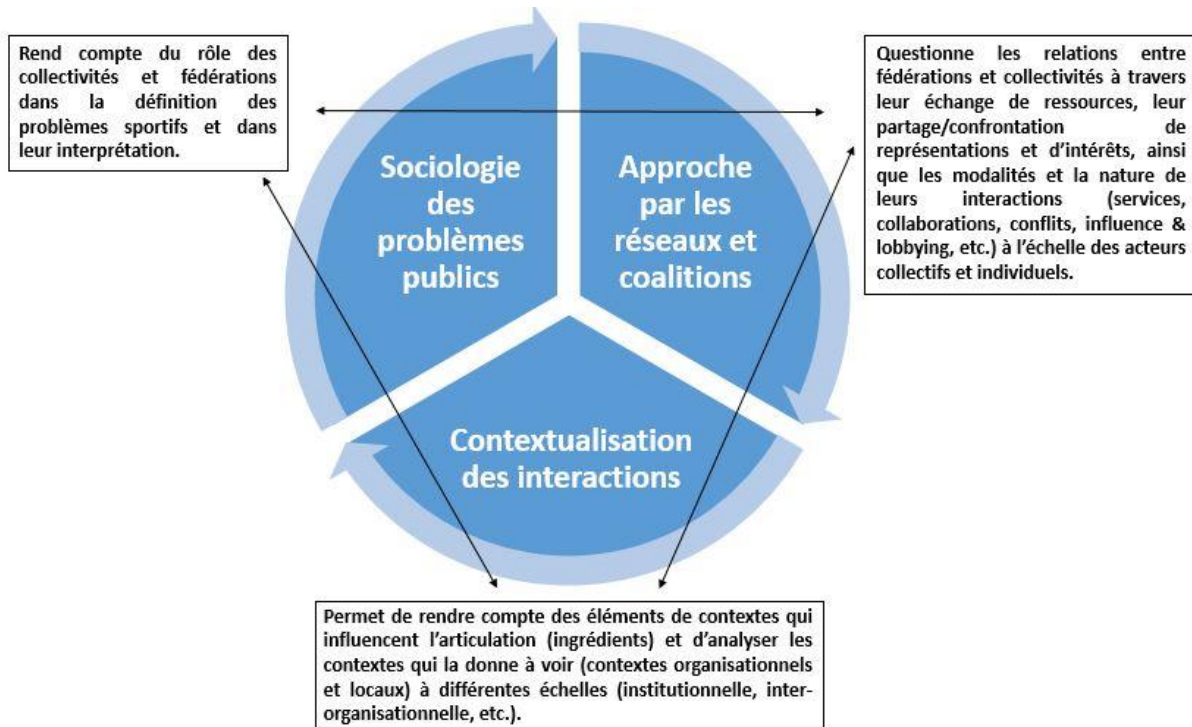 Rend compte du rôle des
collectivités et fédérations
dans la définition des
problèmes sportifs et dans
leur interprétation.
Questionne les relations entre
fédérations et collectivités à travers
leur échange de ressources, leur
partage/confrontation de
représentations et d'intérêts, ainsi
que les modalités et la nature de
leurs interactions (services,
collaborations, conflits, influence &
lobbying, etc.) à l'échelle des acteurs
collectifs et individuels.
Sociologie
des
problèmes
publics
Approche
par les
réseaux et
coalitions
Contextualisation
des interactions
Permet de rendre compte des éléments de contextes qui
influencent l'articulation (ingrédients) et d'analyser les
contextes qui la donne à voir (contextes organisationnels
et locaux) à différentes échelles (institutionnelle, inter-
organisationnelle, etc.).